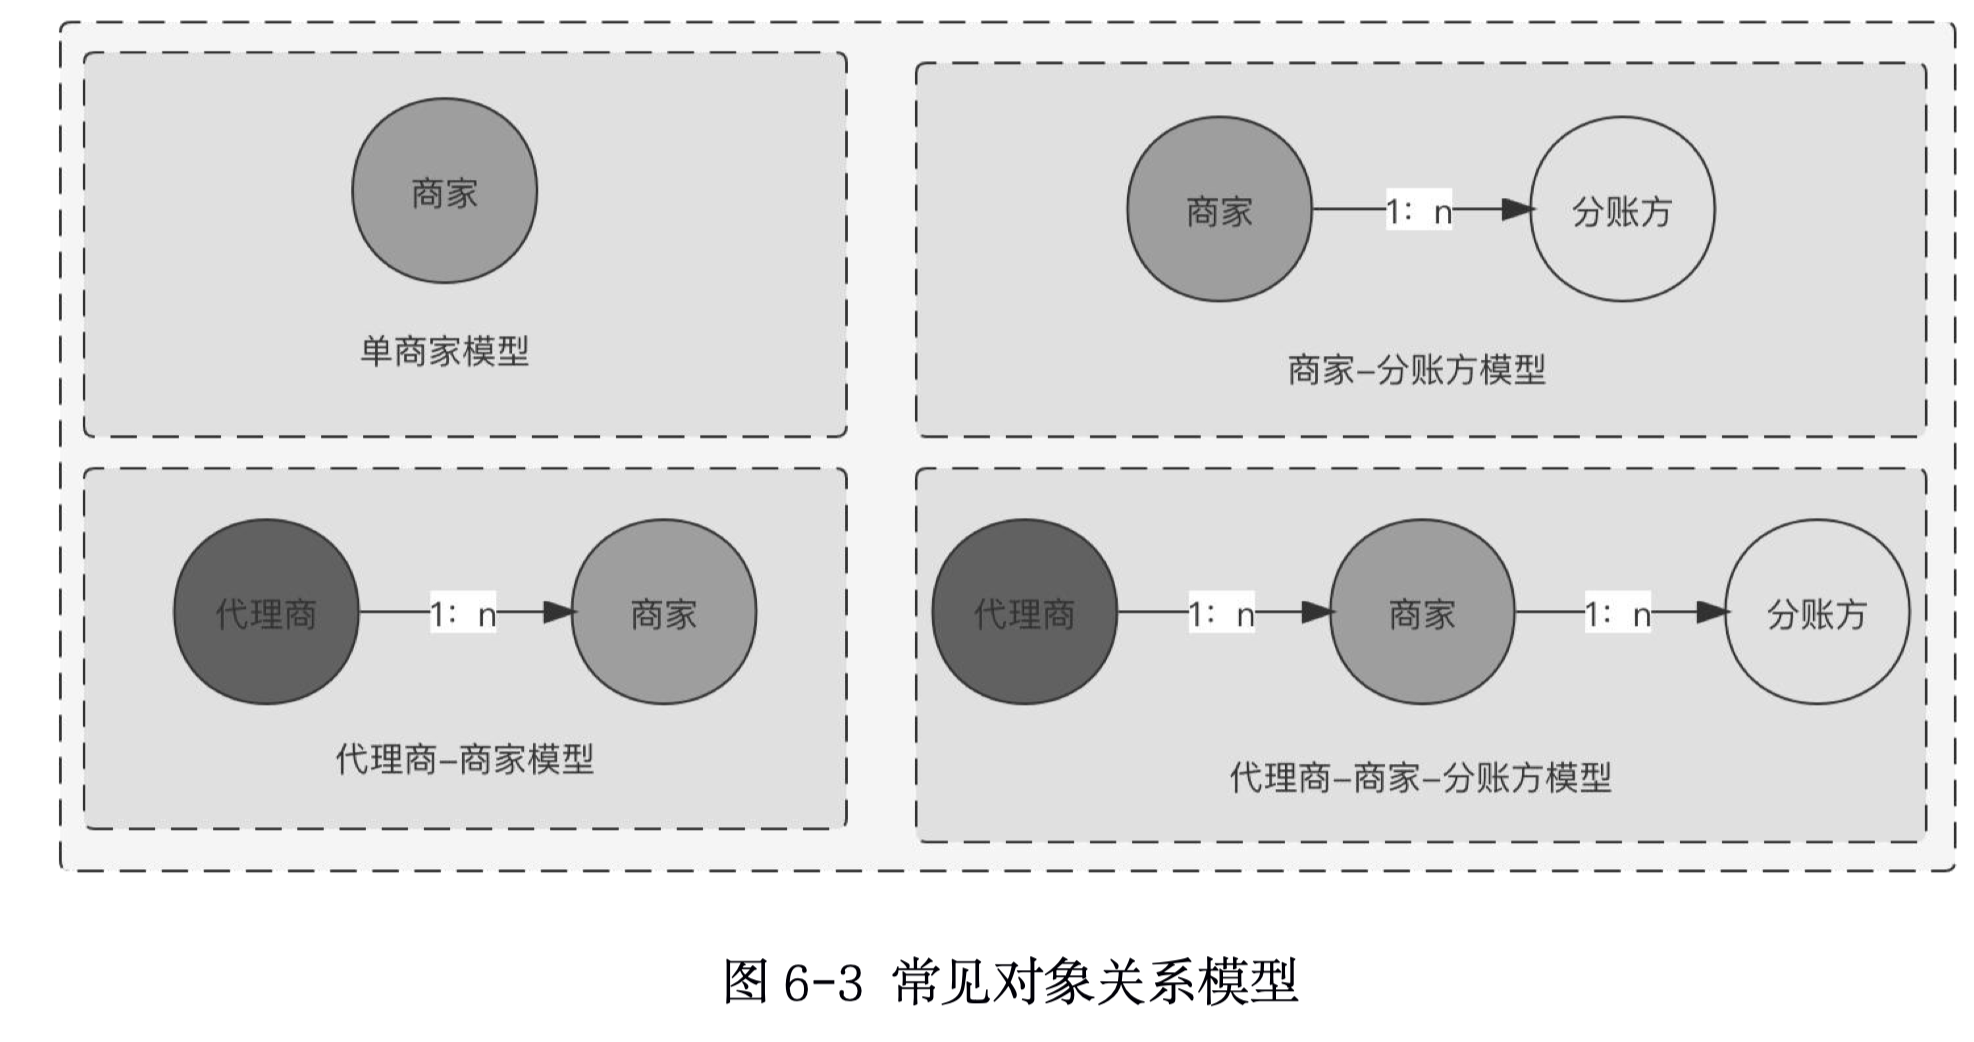 商家
单商家模型
商家 1：n 分账方
商家–分账方模型
代理商 1：n 商家
代理商–商家模型
代理商 1：n 商家 1：n 分账方
代理商–商家–分账方模型
图 6-3 常见对象关系模型